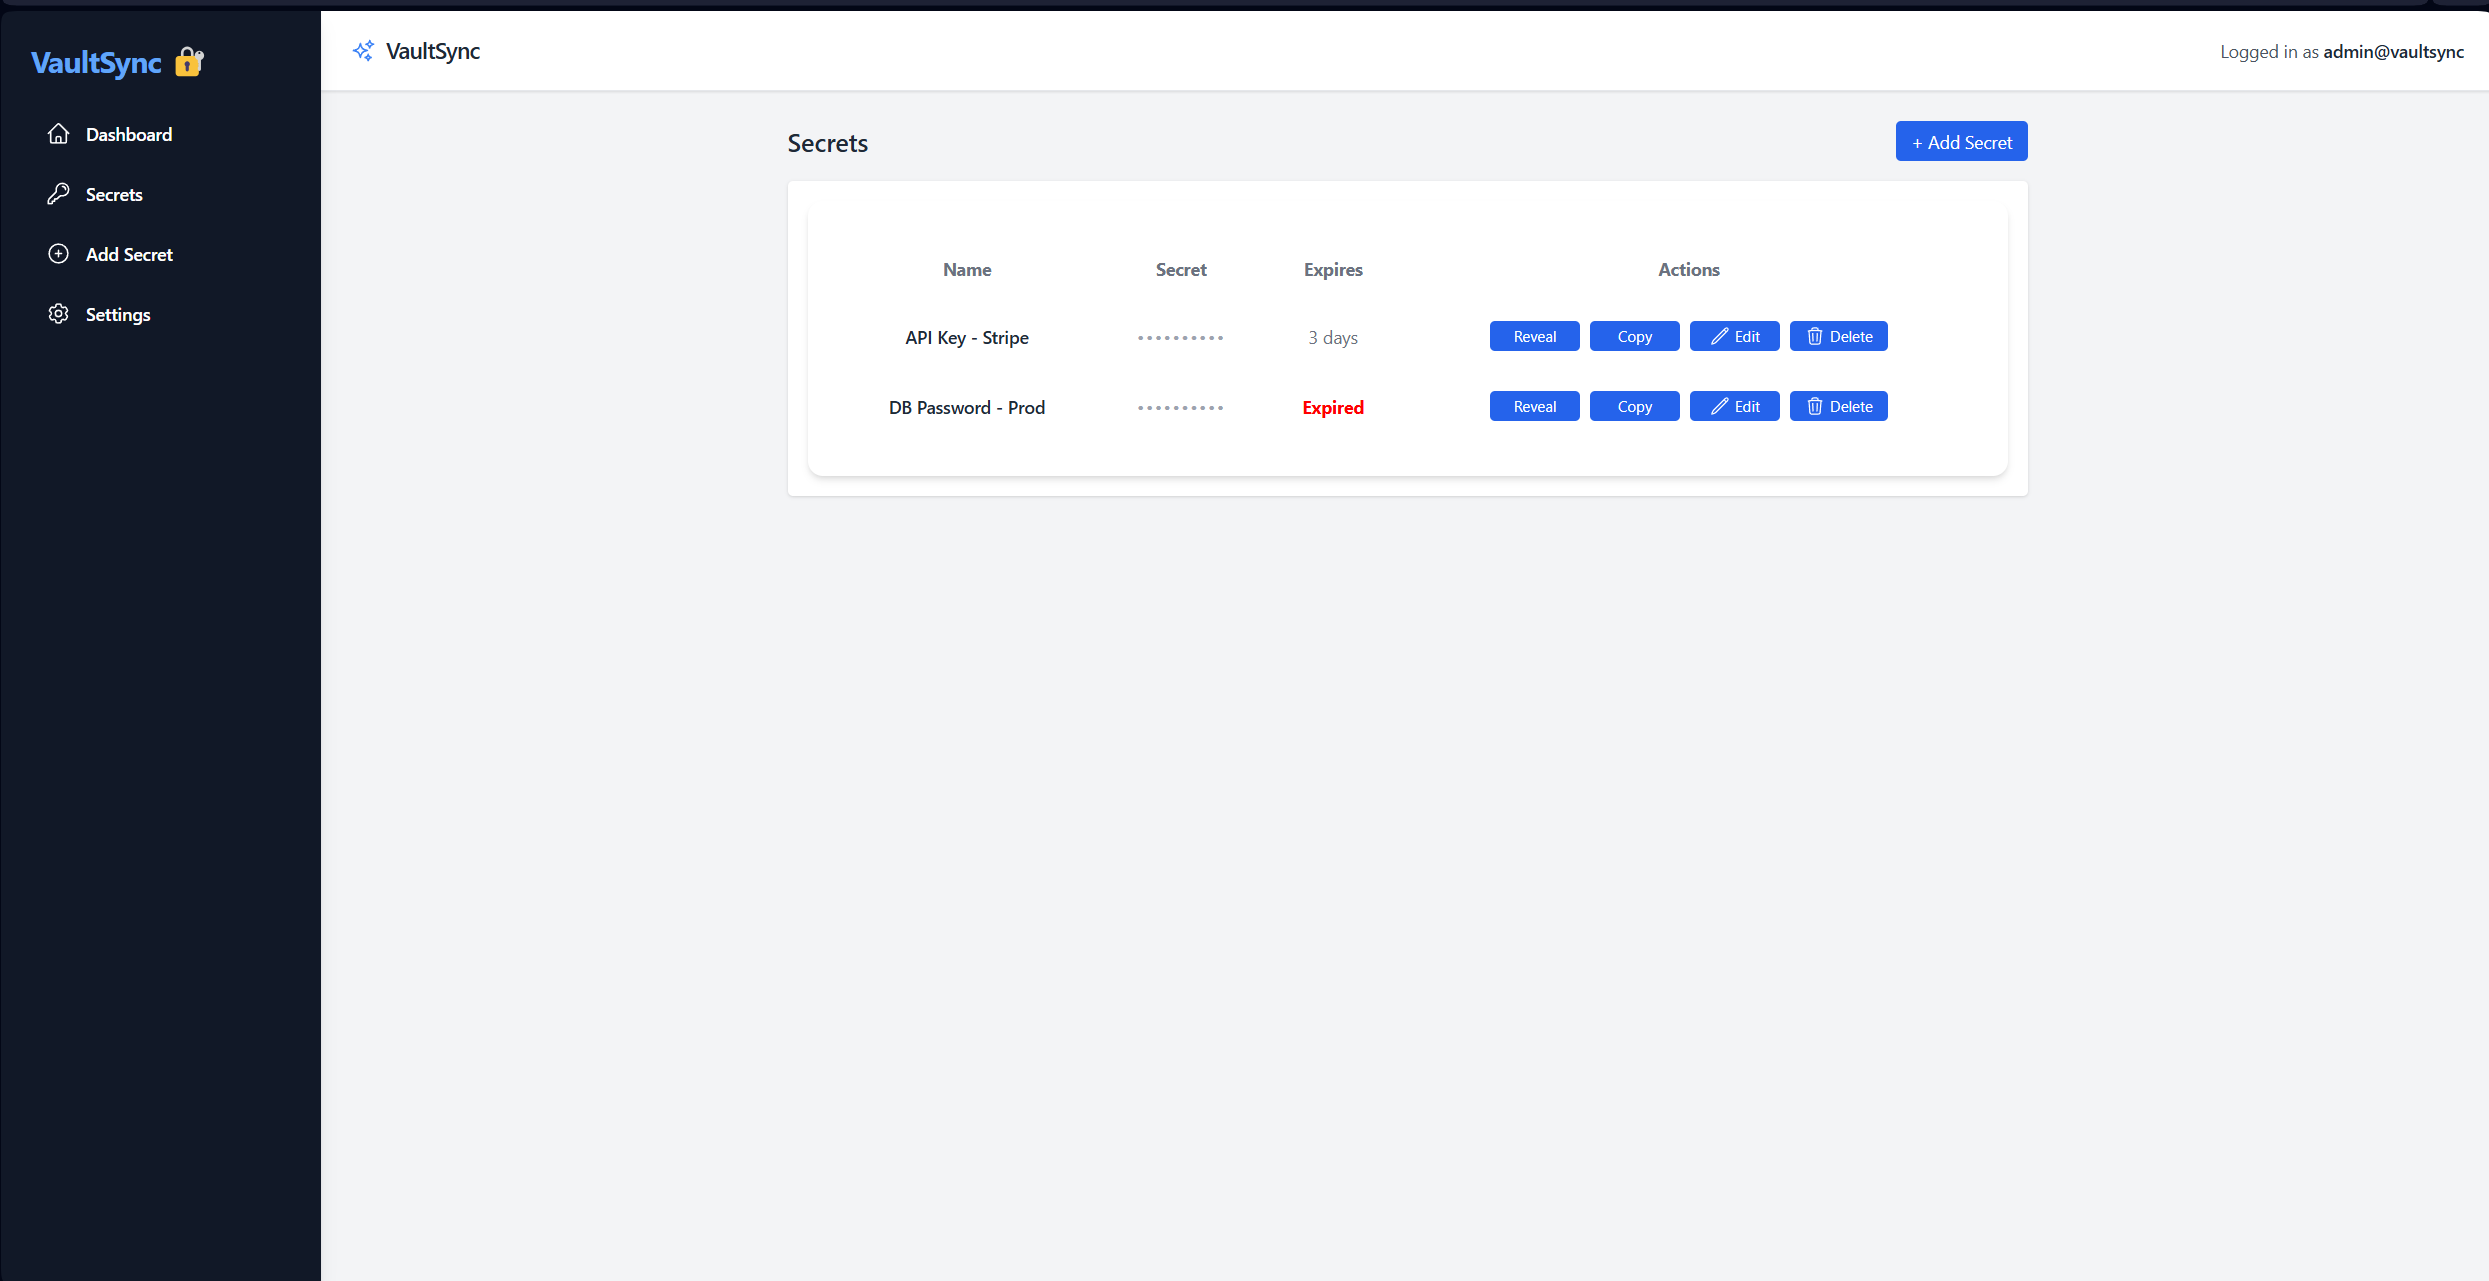 VaultSync
Dashboard
Secrets
Add Secret
Settings
VaultSync
Logged in as admin@vaultsync
Secrets
+ Add Secret
Name Secret Expires Actions
API Key - Stripe •••••••••• 3 days Reveal Copy Edit Delete
DB Password - Prod •••••••••• Expired Reveal Copy Edit Delete